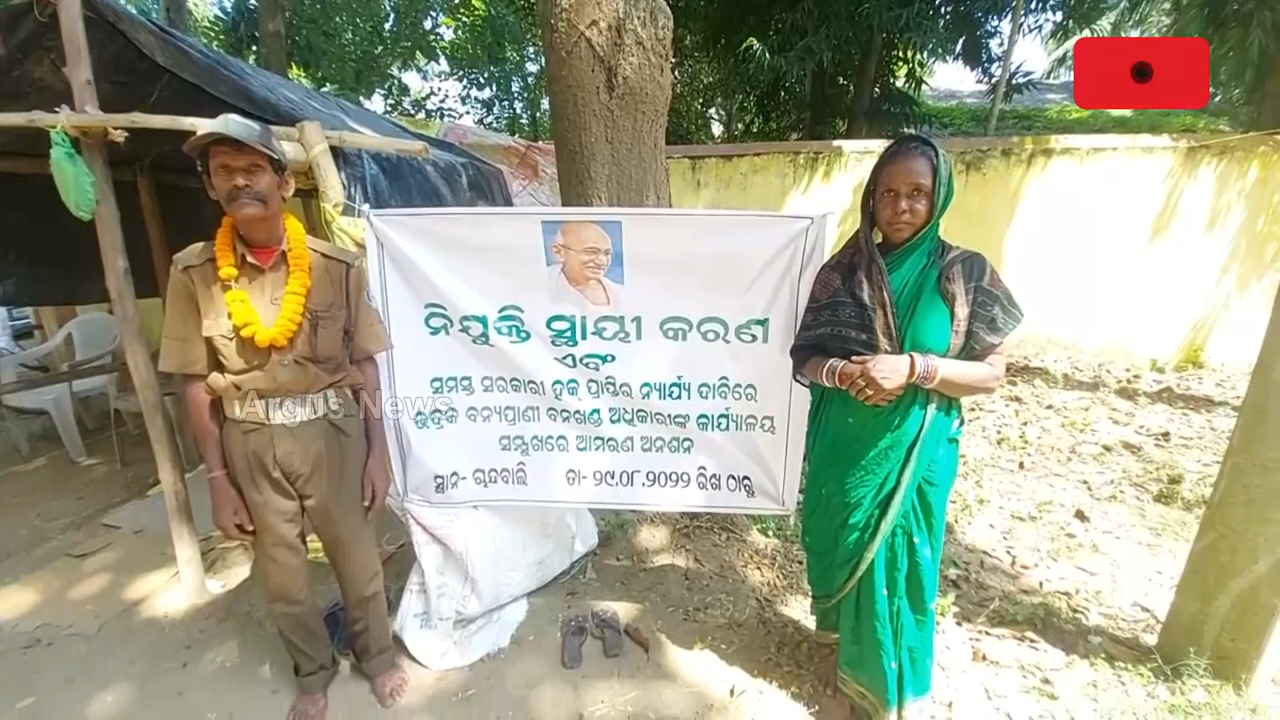 ନିଯୁକ୍ତି ସ୍ଥାୟୀ କରଣ
ଏବଂ
ସମସ୍ତ ସରକାରୀ ହକ୍ ପ୍ରାପ୍ତିର ନ୍ୟାର୍ଯ୍ୟ ଦାବିରେ
ଭଦ୍ରକ ବନ୍ୟପ୍ରାଣୀ ବନଖଣ୍ଡ ଅଧିକାରୀଙ୍କ କାର୍ଯ୍ୟାଳୟ
ସମ୍ମୁଖରେ ଆମରଣ ଅନଶନ
ସ୍ଥାନ- ଚାନ୍ଦବାଲି ତା- ୨୯.୦୮.୨୦୨୨ ରିଖ ଠାରୁ
Argus News